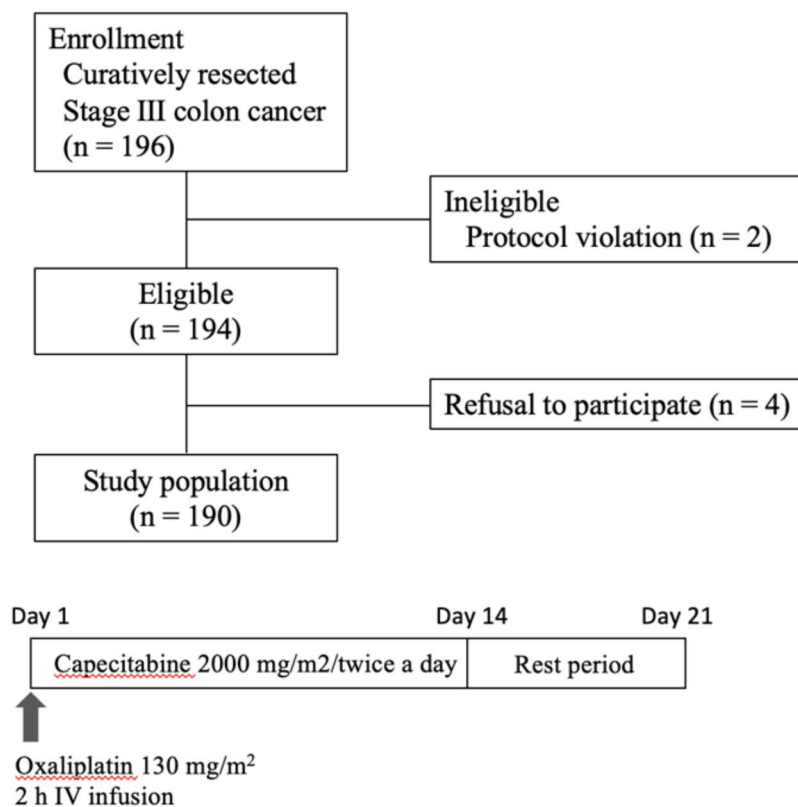 Enrollment
Curatively resected
Stage III colon cancer
(n = 196)
Ineligible
Protocol violation (n = 2)
Eligible
(n = 194)
Refusal to participate (n = 4)
Study population
(n = 190)
Day 1
Day 14
Day 21
Capecitabine 2000 mg/m2/twice a day
Rest period
Oxaliplatin 130 mg/m²
2 h IV infusion